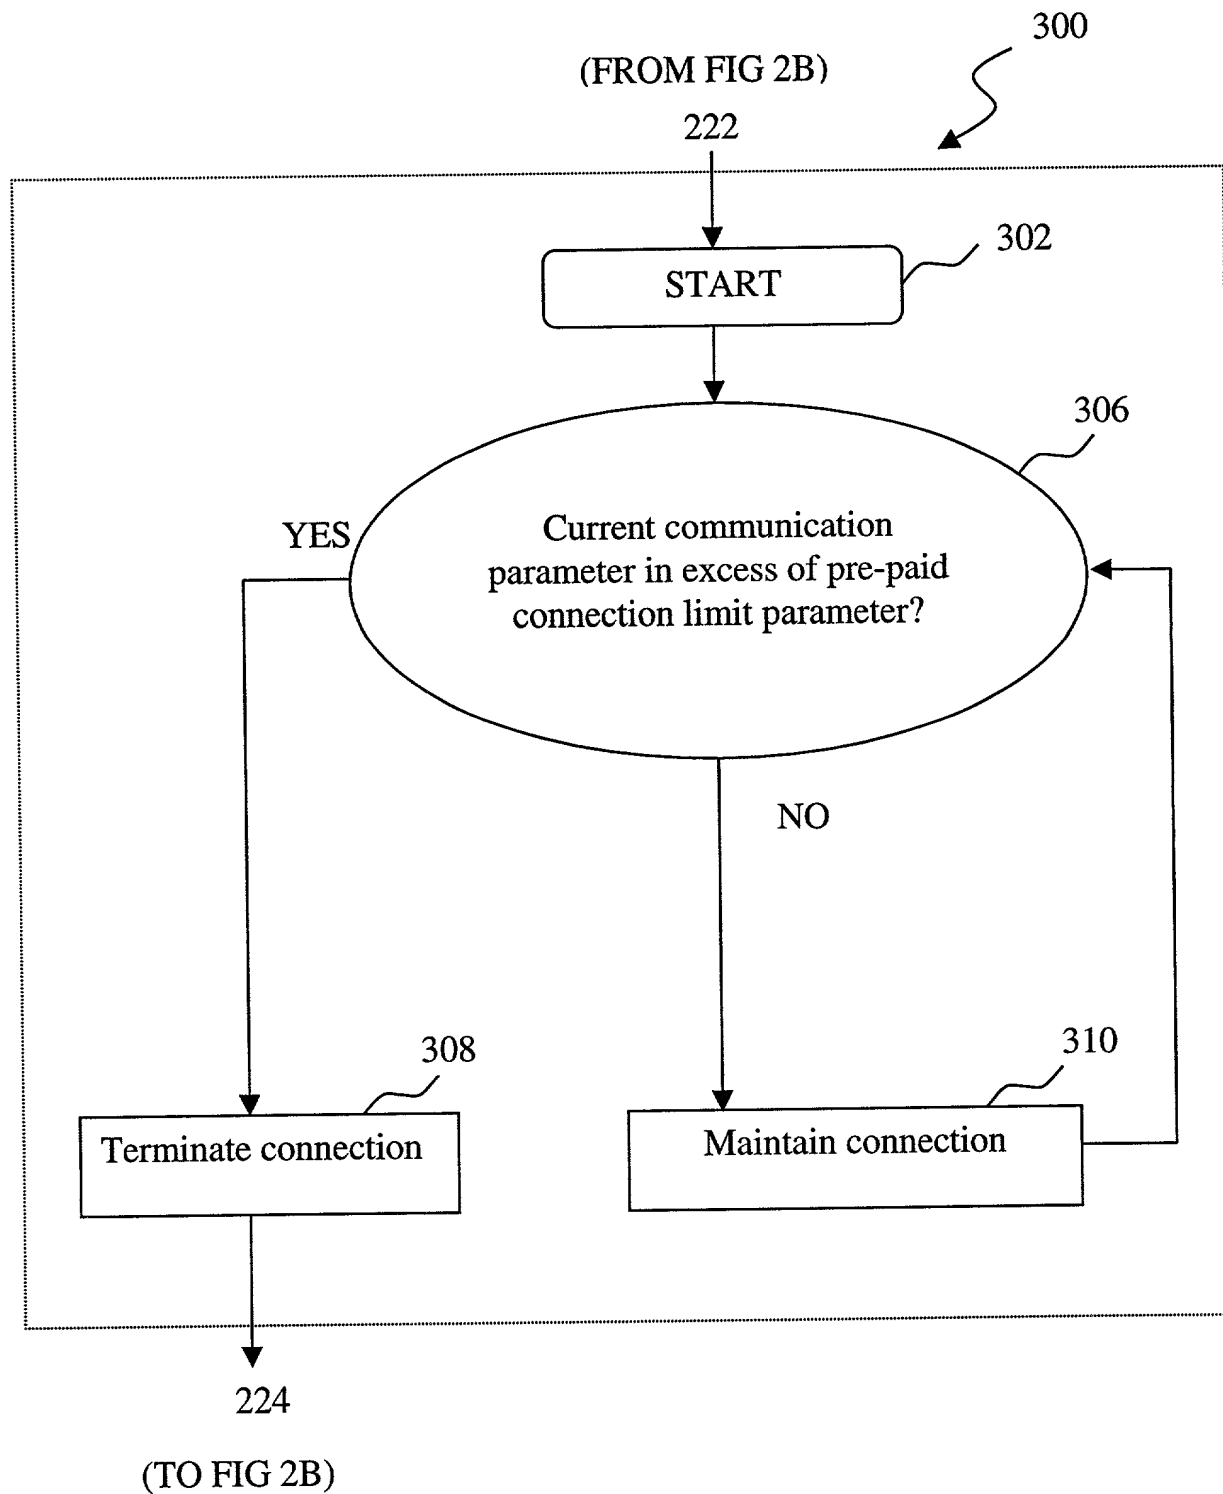 300
(FROM FIG 2B)
222
302
START
306
YES
Current communication
parameter in excess of pre-paid
connection limit parameter?
NO
308
310
Terminate connection
Maintain connection
224
(TO FIG 2B)